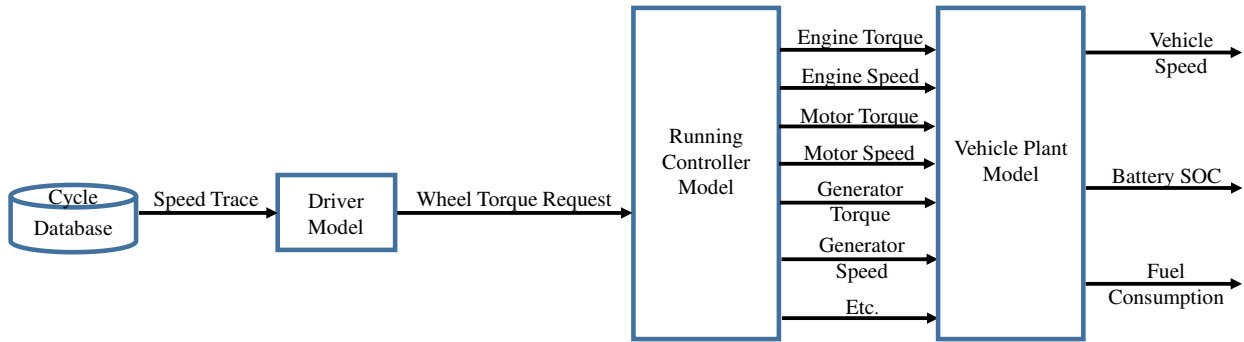 Cycle
Database
Speed Trace
Driver
Model
Wheel Torque Request
Running
Controller
Model
Engine Torque
Engine Speed
Motor Torque
Motor Speed
Generator
Torque
Generator
Speed
Etc.
Vehicle Plant
Model
Vehicle
Speed
Battery SOC
Fuel
Consumption